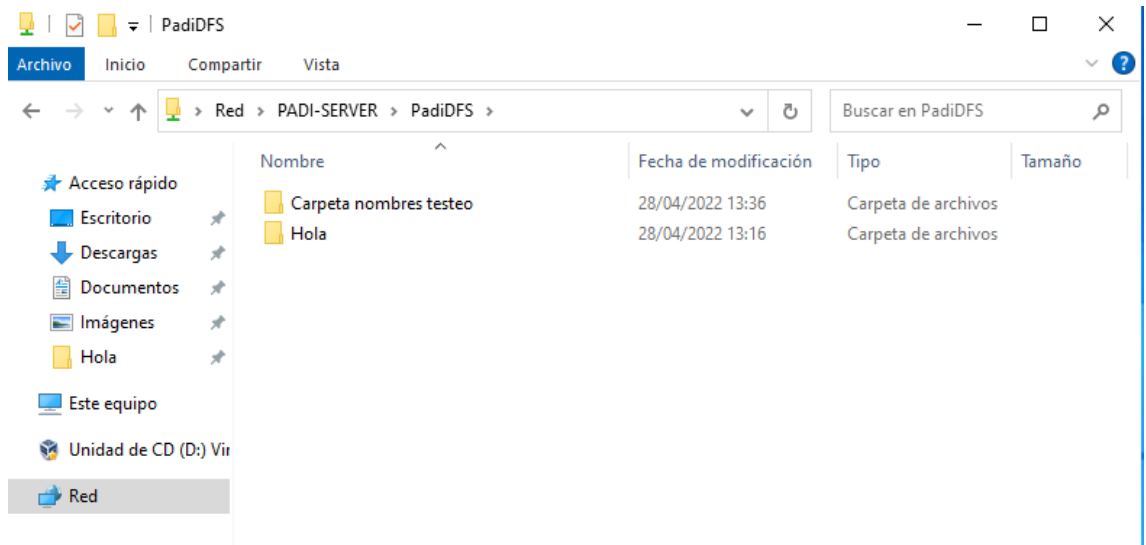 PadiDFS
Archivo Inicio Compartir Vista
Red > PADI-SERVER > PadiDFS > Buscar en PadiDFS
Nombre Fecha de modificación Tipo Tamaño
Acceso rápido
Carpeta nombres testeo 28/04/2022 13:36 Carpeta de archivos
Escritorio
Hola 28/04/2022 13:16 Carpeta de archivos
Descargas
Documentos
Imágenes
Hola
Este equipo
Unidad de CD (D:) Vir
Red